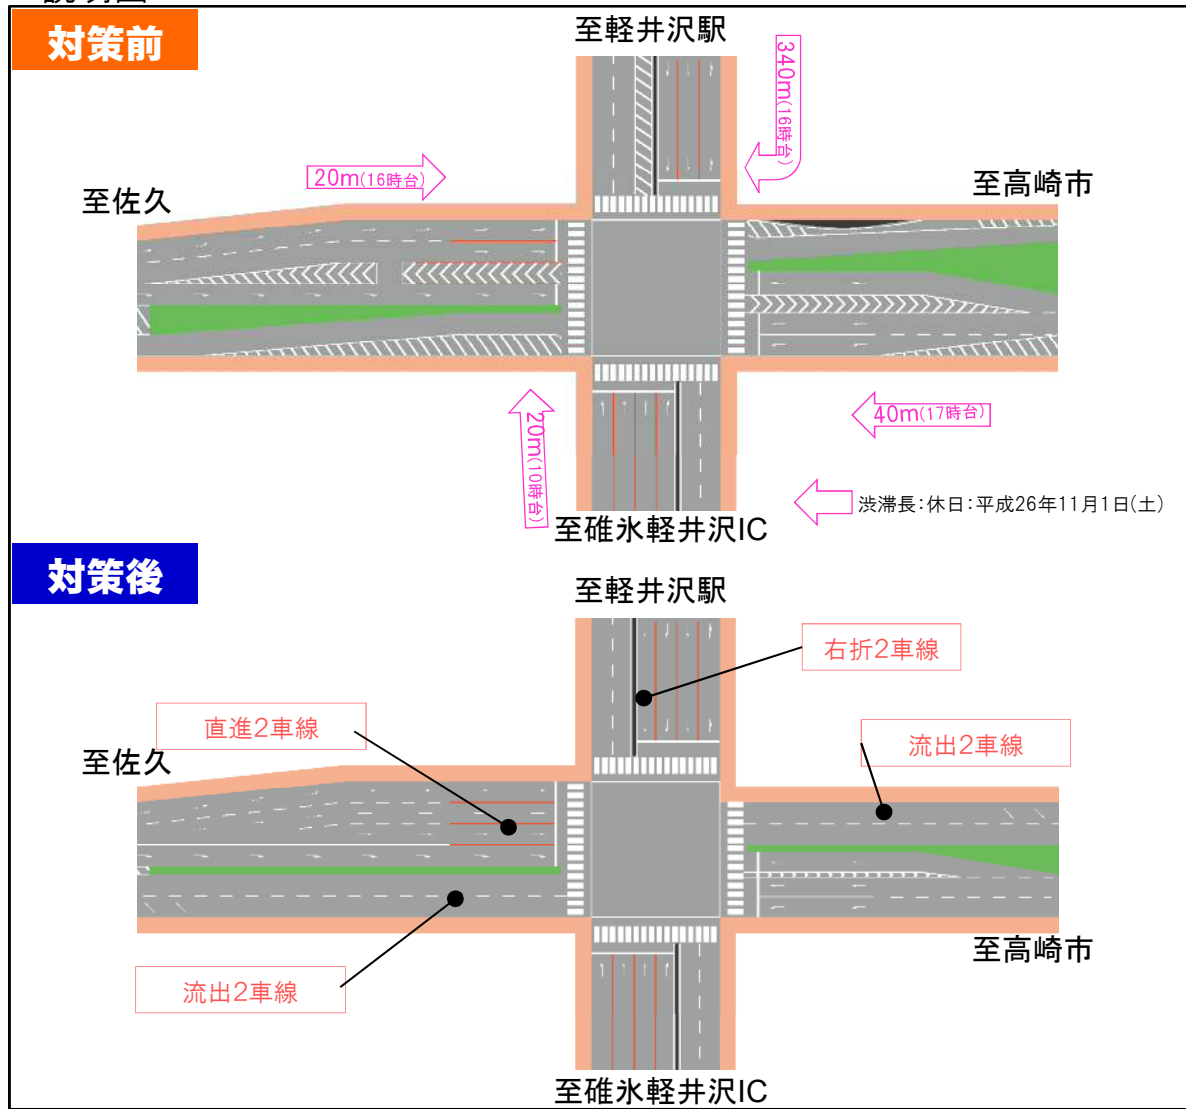 対策前
至軽井沢駅
340m(16時台)
20m(16時台)
至佐久
至高崎市
20m(10時台)
40m(17時台)
渋滞長:休日:平成26年11月1日(土)
至碓氷軽井沢IC
対策後
至軽井沢駅
右折2車線
直進2車線
流出2車線
至佐久
至高崎市
流出2車線
至碓氷軽井沢IC